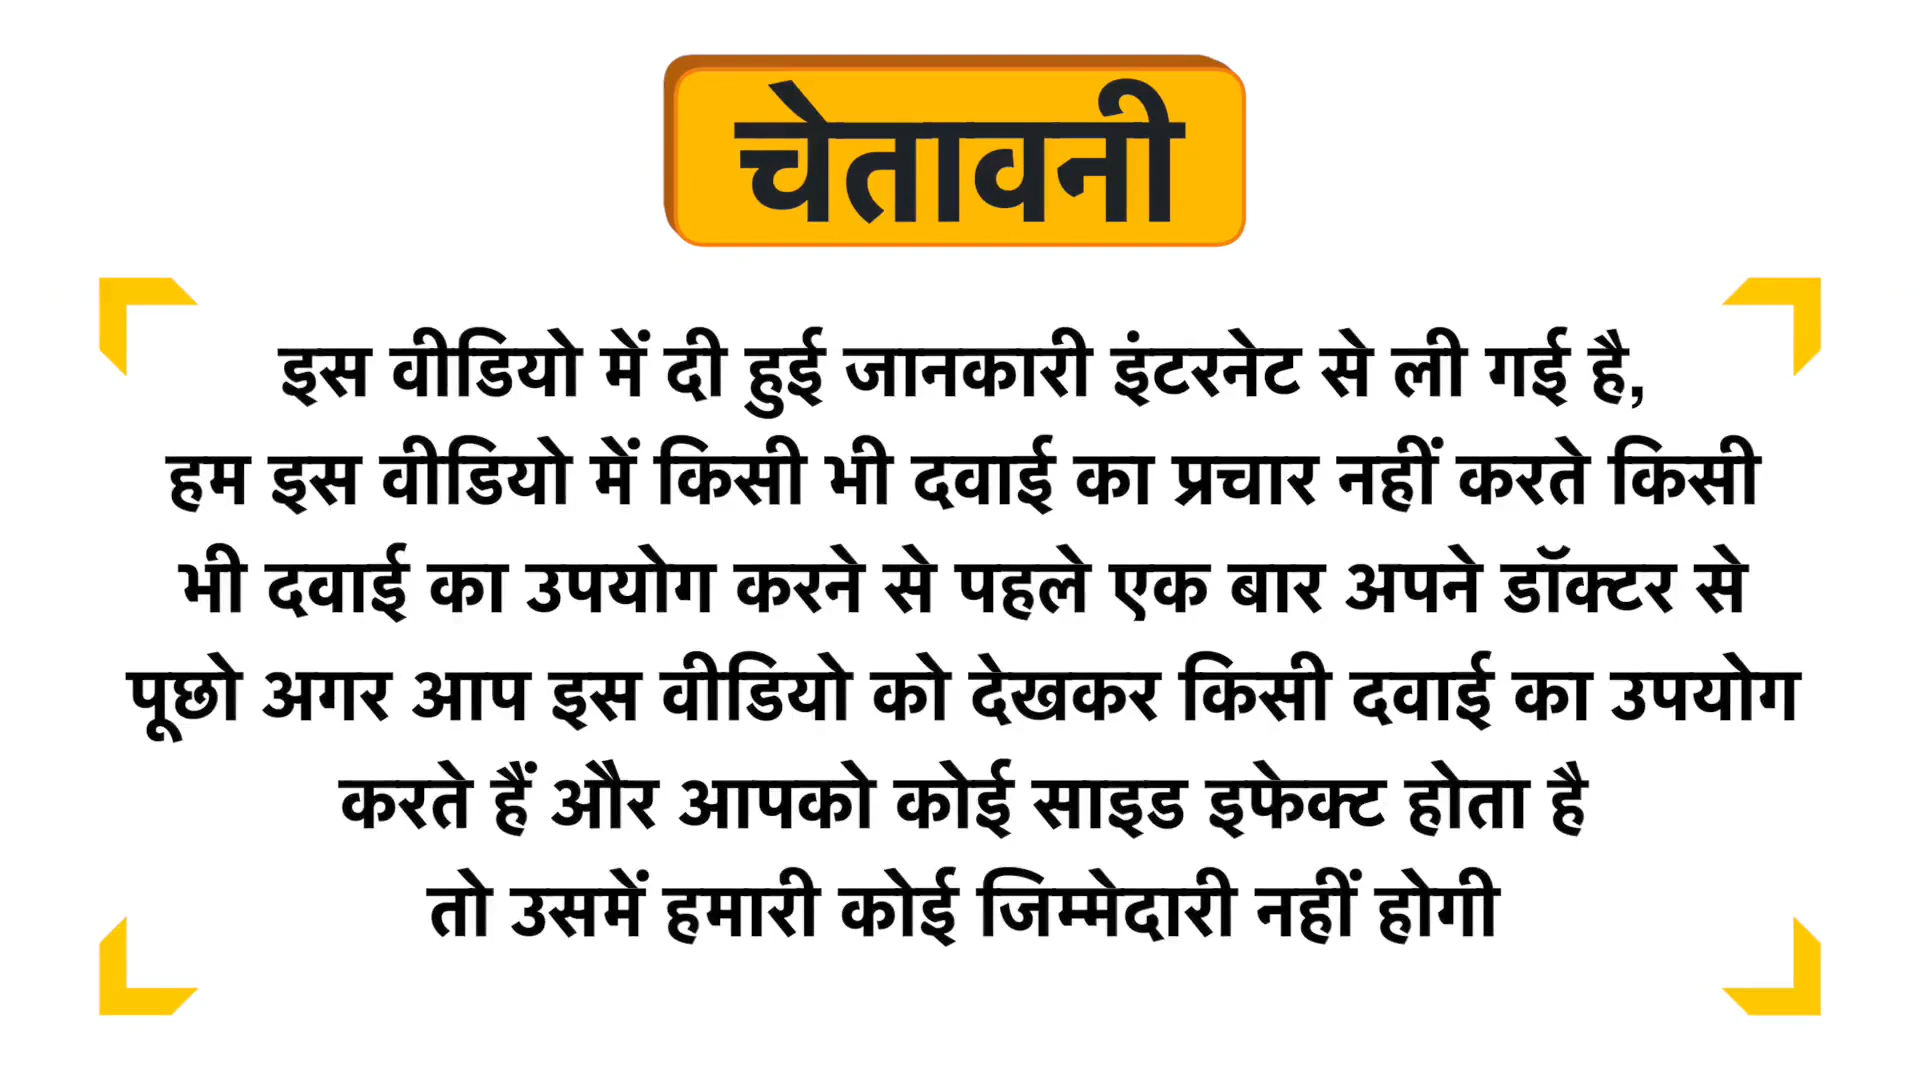 चेतावनी
इस वीडियो में दी हुई जानकारी इंटरनेट से ली गई है,
हम इस वीडियो में किसी भी दवाई का प्रचार नहीं करते किसी
भी दवाई का उपयोग करने से पहले एक बार अपने डॉक्टर से
पूछो अगर आप इस वीडियो को देखकर किसी दवाई का उपयोग
करते हैं और आपको कोई साइड इफेक्ट होता है
तो उसमें हमारी कोई जिम्मेदारी नहीं होगी